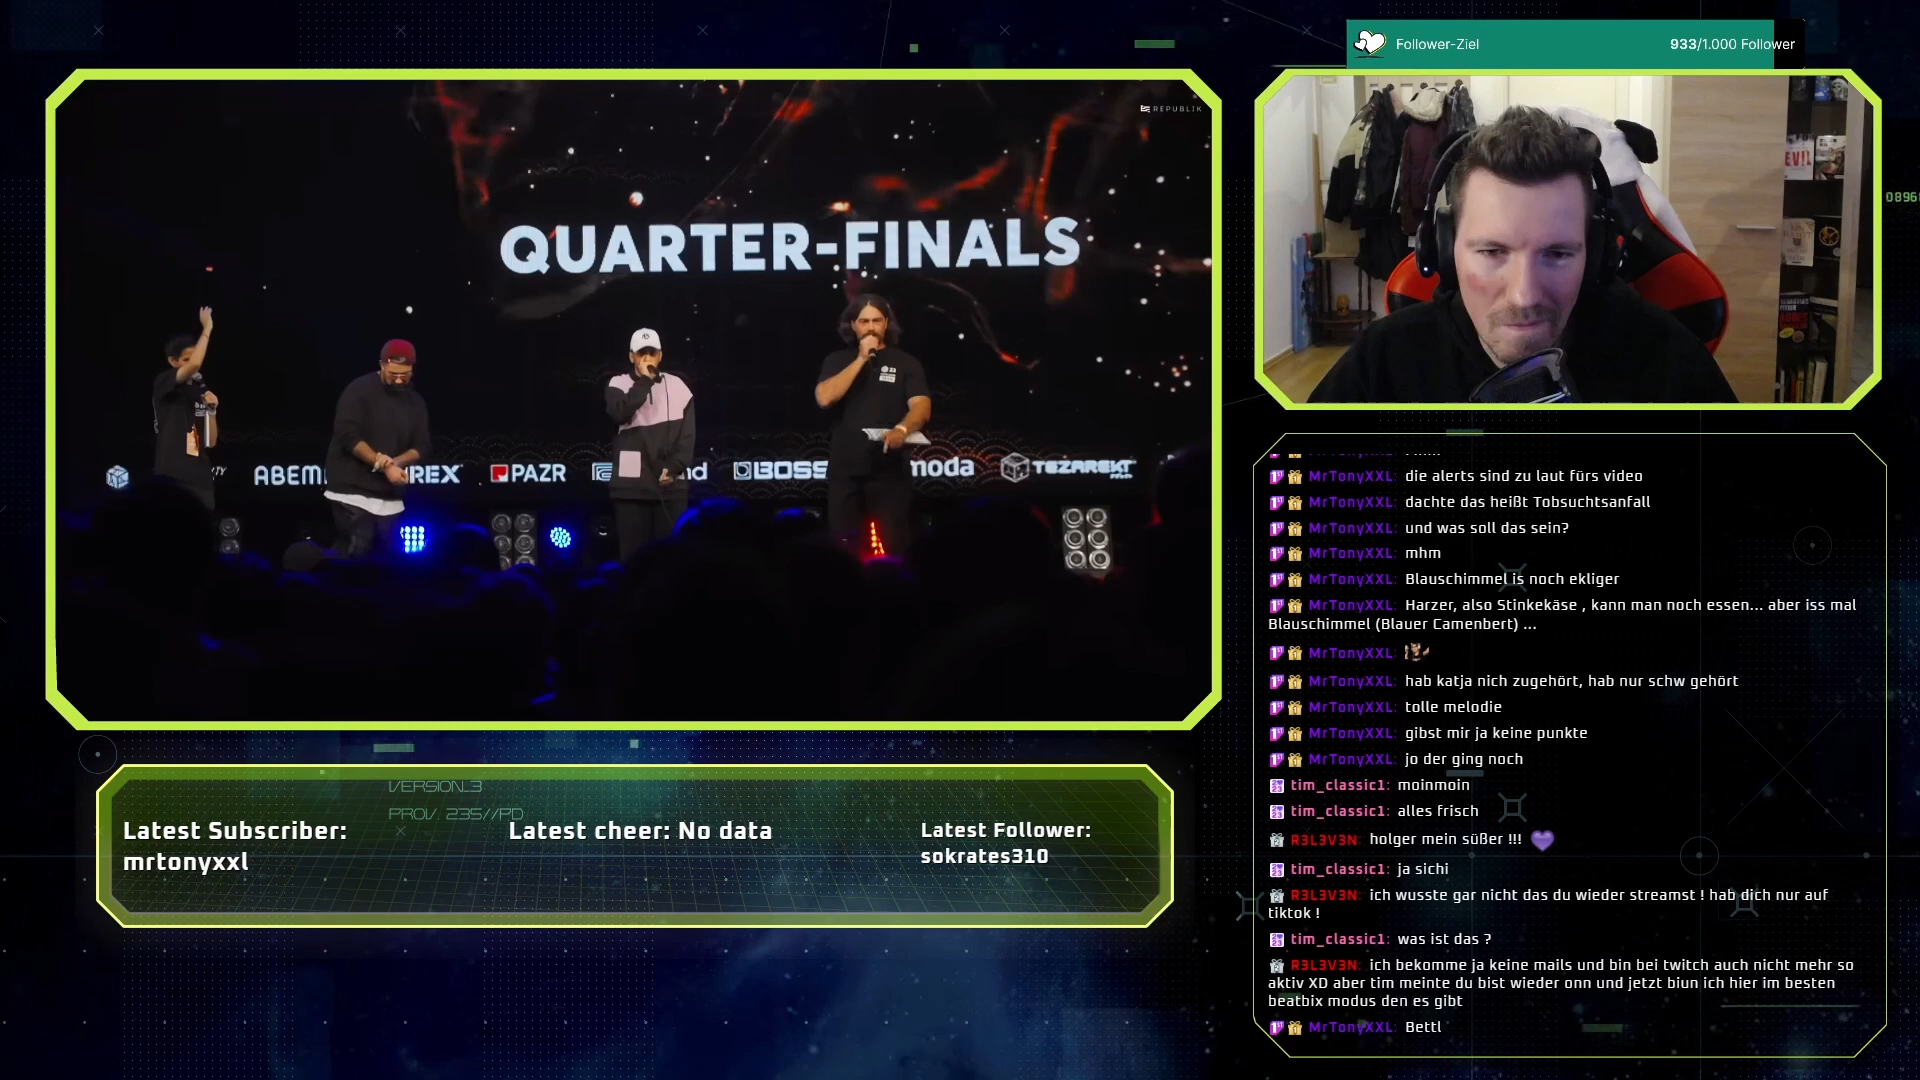 Follower-Ziel
933/1.000 Follower
REPUBLIK
QUARTER-FINALS
PAZR
BOSS
moda
TEZAREKT
EVIL
VERSION_3
PROV. 235//PD
Latest Subscriber:
mrtonyxxl
Latest cheer: No data
Latest Follower:
sokrates310
MrTonyXXL: die alerts sind zu laut fürs video
MrTonyXXL: dachte das heißt Tobsuchtsanfall
MrTonyXXL: und was soll das sein?
MrTonyXXL: mhm
MrTonyXXL: Blauschimmel is noch ekliger
MrTonyXXL: Harzer, also Stinkekäse , kann man noch essen... aber iss mal
Blauschimmel (Blauer Camenbert) ...
MrTonyXXL:
MrTonyXXL: hab katja nich zugehört, hab nur schw gehört
MrTonyXXL: tolle melodie
MrTonyXXL: gibst mir ja keine punkte
MrTonyXXL: jo der ging noch
tim_classic1: moinmoin
tim_classic1: alles frisch
R3L3V3N: holger mein süßer !!! 💜
tim_classic1: ja sichi
R3L3V3N: ich wusste gar nicht das du wieder streamst ! hab dich nur auf
tiktok !
tim_classic1: was ist das ?
R3L3V3N: ich bekomme ja keine mails und bin bei twitch auch nicht mehr so
aktiv XD aber tim meinte du bist wieder onn und jetzt biun ich hier im besten
beatbix modus den es gibt
MrTonyXXL: Bettl